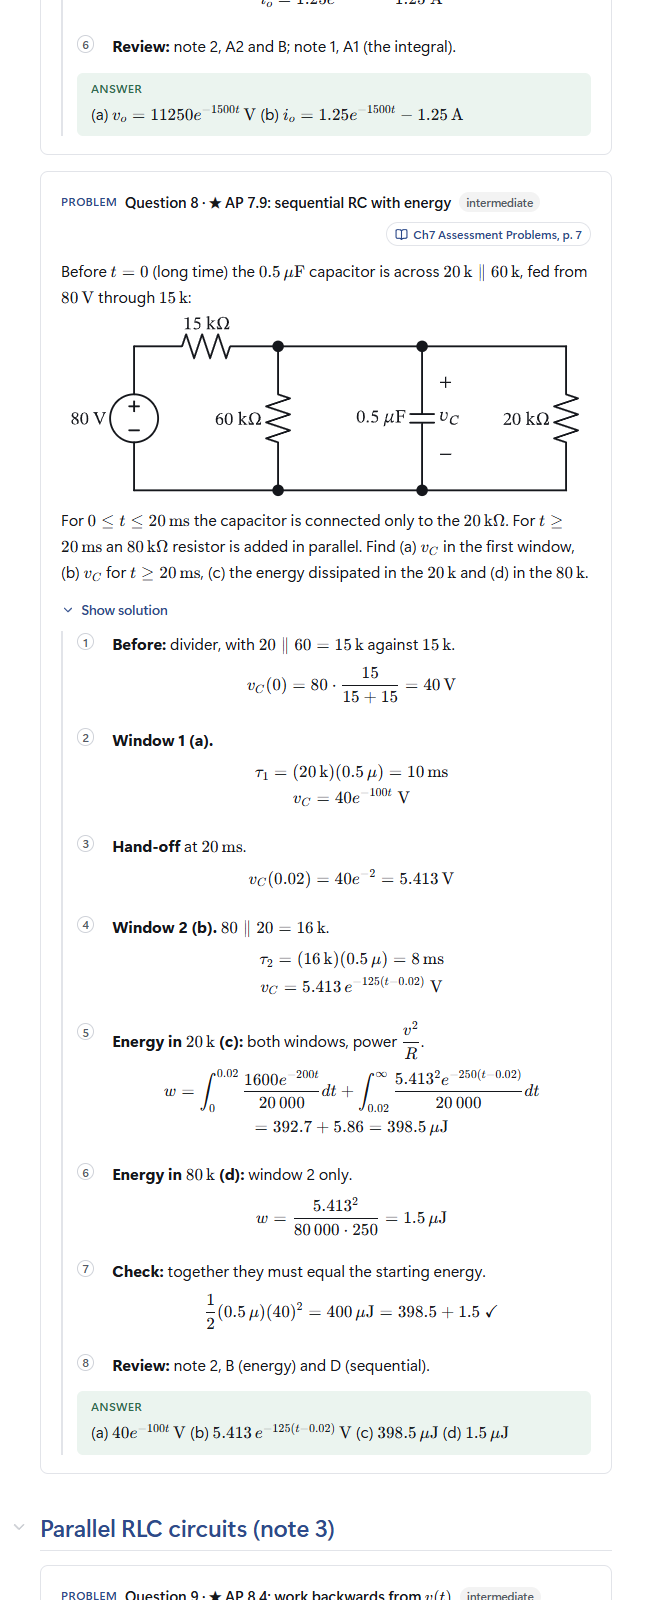 6 Review: note 2, A2 and B; note 1, A1 (the integral).
ANSWER
(a) v_o = 11250e^{−1500t} V (b) i_o = 1.25e^{−1500t} − 1.25 A
PROBLEM Question 8 · ★ AP 7.9: sequential RC with energy intermediate
Ch7 Assessment Problems, p. 7
Before t = 0 (long time) the 0.5 μF capacitor is across 20 k ∥ 60 k, fed from
80 V through 15 k:
15 kΩ
+
80 V + 60 kΩ 0.5 μF v_C 20 kΩ
−
−
For 0 ≤ t ≤ 20 ms the capacitor is connected only to the 20 kΩ. For t ≥
20 ms an 80 kΩ resistor is added in parallel. Find (a) v_C in the first window,
(b) v_C for t ≥ 20 ms, (c) the energy dissipated in the 20 k and (d) in the 80 k.
Show solution
1 Before: divider, with 20 ∥ 60 = 15 k against 15 k.
v_C(0) = 80 · 15/(15 + 15) = 40 V
2 Window 1 (a).
τ_1 = (20 k)(0.5 μ) = 10 ms
v_C = 40e^{−100t} V
3 Hand-off at 20 ms.
v_C(0.02) = 40e^{−2} = 5.413 V
4 Window 2 (b). 80 ∥ 20 = 16 k.
τ_2 = (16 k)(0.5 μ) = 8 ms
v_C = 5.413 e^{−125(t−0.02)} V
5 Energy in 20 k (c): both windows, power v²/R.
w = ∫_0^{0.02} 1600e^{−200t}/20 000 dt + ∫_{0.02}^∞ 5.413²e^{−250(t−0.02)}/20 000 dt
= 392.7 + 5.86 = 398.5 μJ
6 Energy in 80 k (d): window 2 only.
w = 5.413²/(80 000 · 250) = 1.5 μJ
7 Check: together they must equal the starting energy.
1/2 (0.5 μ)(40)² = 400 μJ = 398.5 + 1.5 ✓
8 Review: note 2, B (energy) and D (sequential).
ANSWER
(a) 40e^{−100t} V (b) 5.413 e^{−125(t−0.02)} V (c) 398.5 μJ (d) 1.5 μJ
Parallel RLC circuits (note 3)
PROBLEM Question 9 · ★ AP 8.4: work backwards from v(t) intermediate